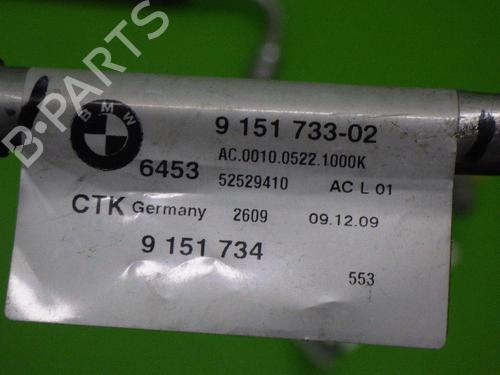 BMW
9 151 733-02
AC.0010.0522.1000K
6453
52529410 AC L 01
CTK Germany 2609 09.12.09
9 151 734
553